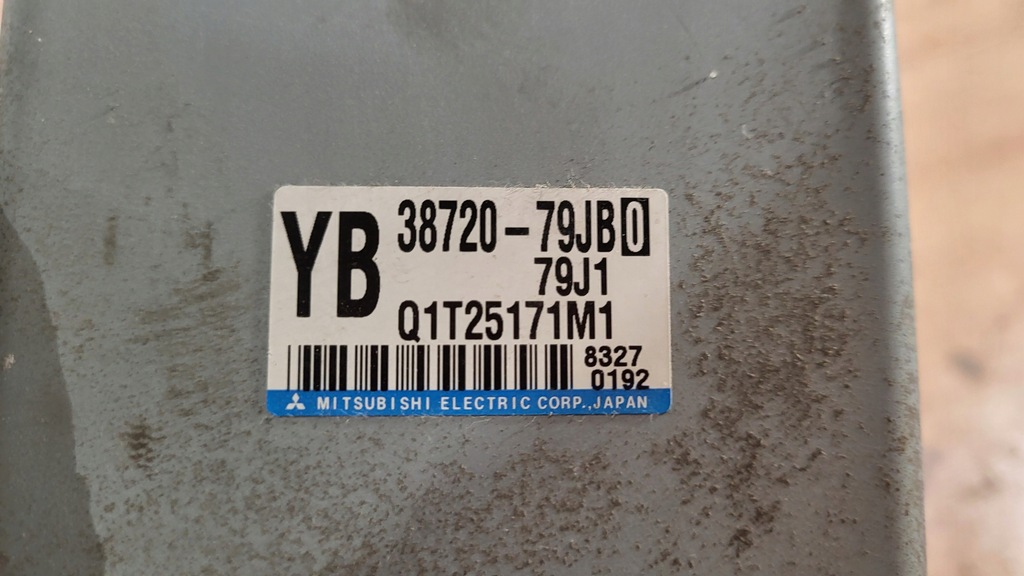 YB 38720-79JB0
79J1
Q1T25171M1
8327
0192
MITSUBISHI ELECTRIC CORP.,JAPAN